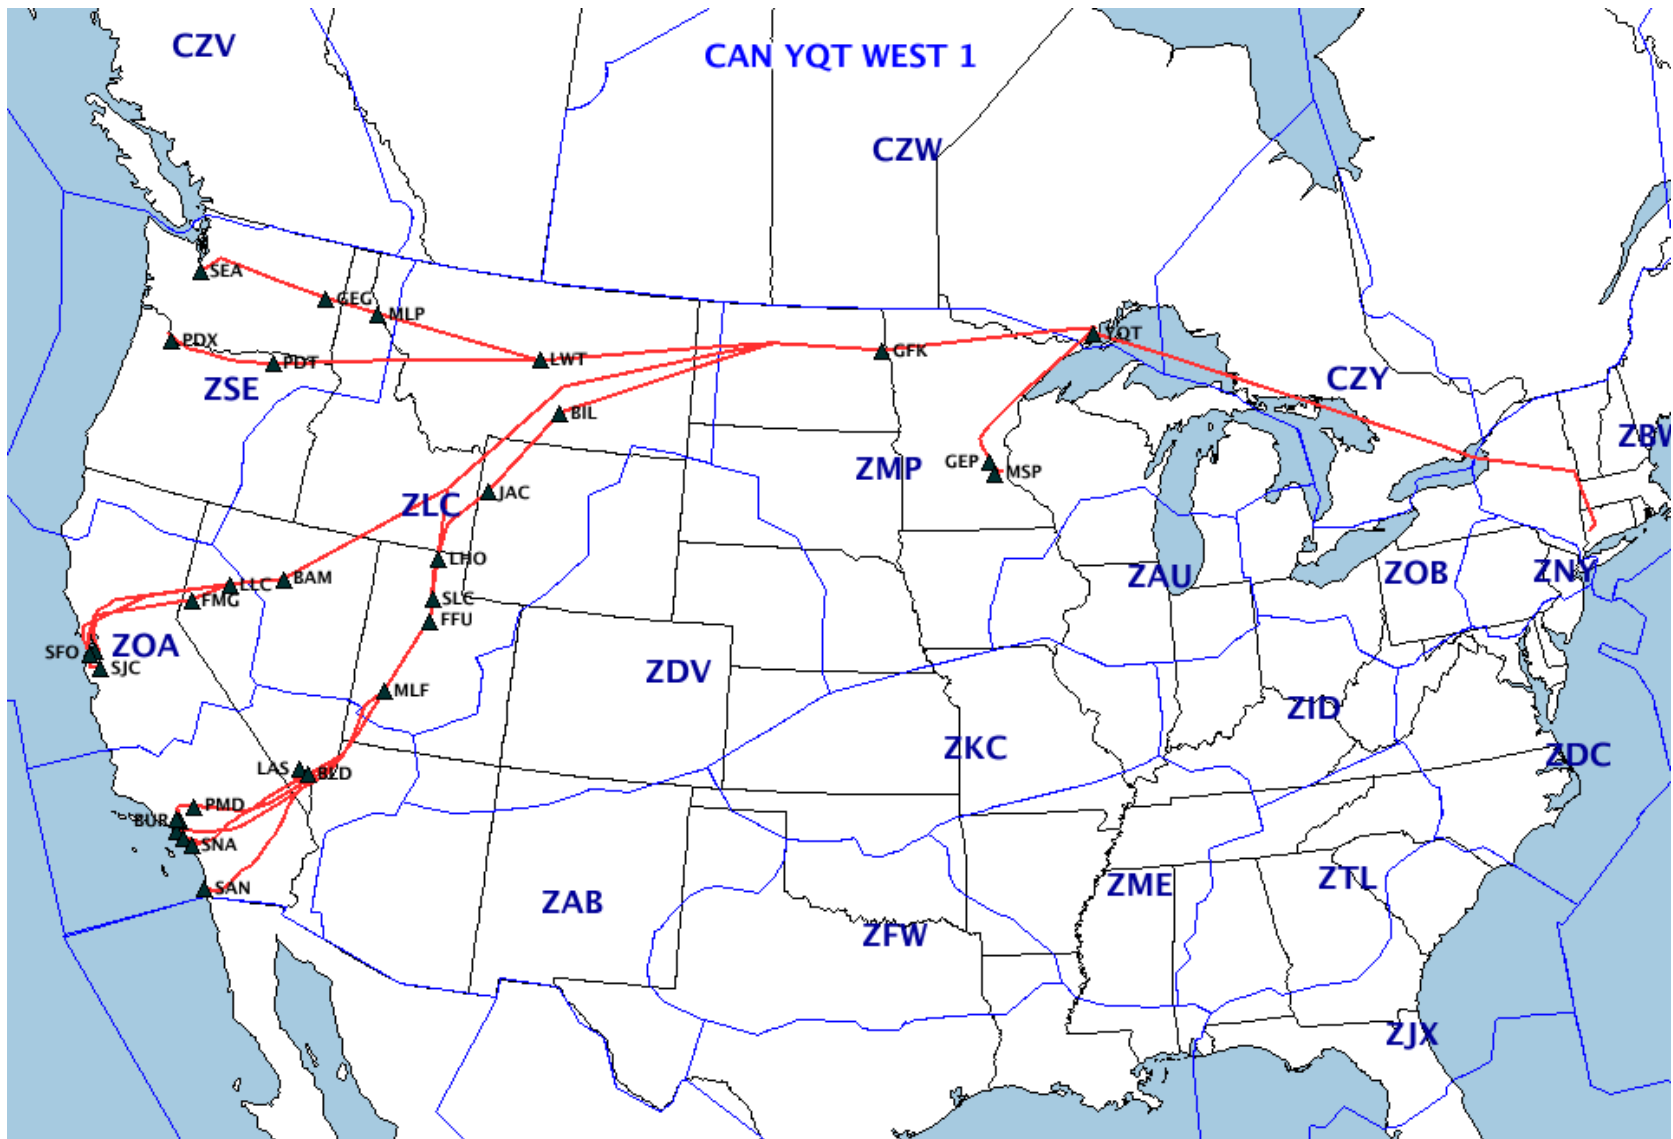 CZV
CAN YQT WEST 1
CZW
SEA
GEG
MLP
PDX
PDT
LWT
GFK
YQT
ZSE
CZY
BIL
ZBW
GEP
MSP
ZMP
JAC
ZLC
LHO
BAM
LLC
FMG
SLC
FFU
ZAU
ZOB
ZNY
SFO
ZOA
SJC
ZDV
MLF
ZID
ZKC
ZDC
LAS
BLD
PMD
BUR
SNA
SAN
ZAB
ZFW
ZME
ZTL
ZJX